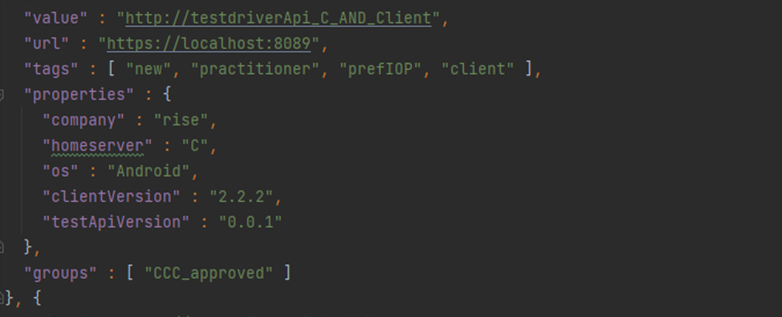 "value" : "http://testdriverApi_C_AND_Client",
"url" : "https://localhost:8089",
"tags" : [ "new", "practitioner", "prefIOP", "client" ],
"properties" : {
"company" : "rise",
"homeserver" : "C",
"os" : "Android",
"clientVersion" : "2.2.2",
"testApiVersion" : "0.0.1"
},
"groups" : [ "CCC_approved" ]
}, {